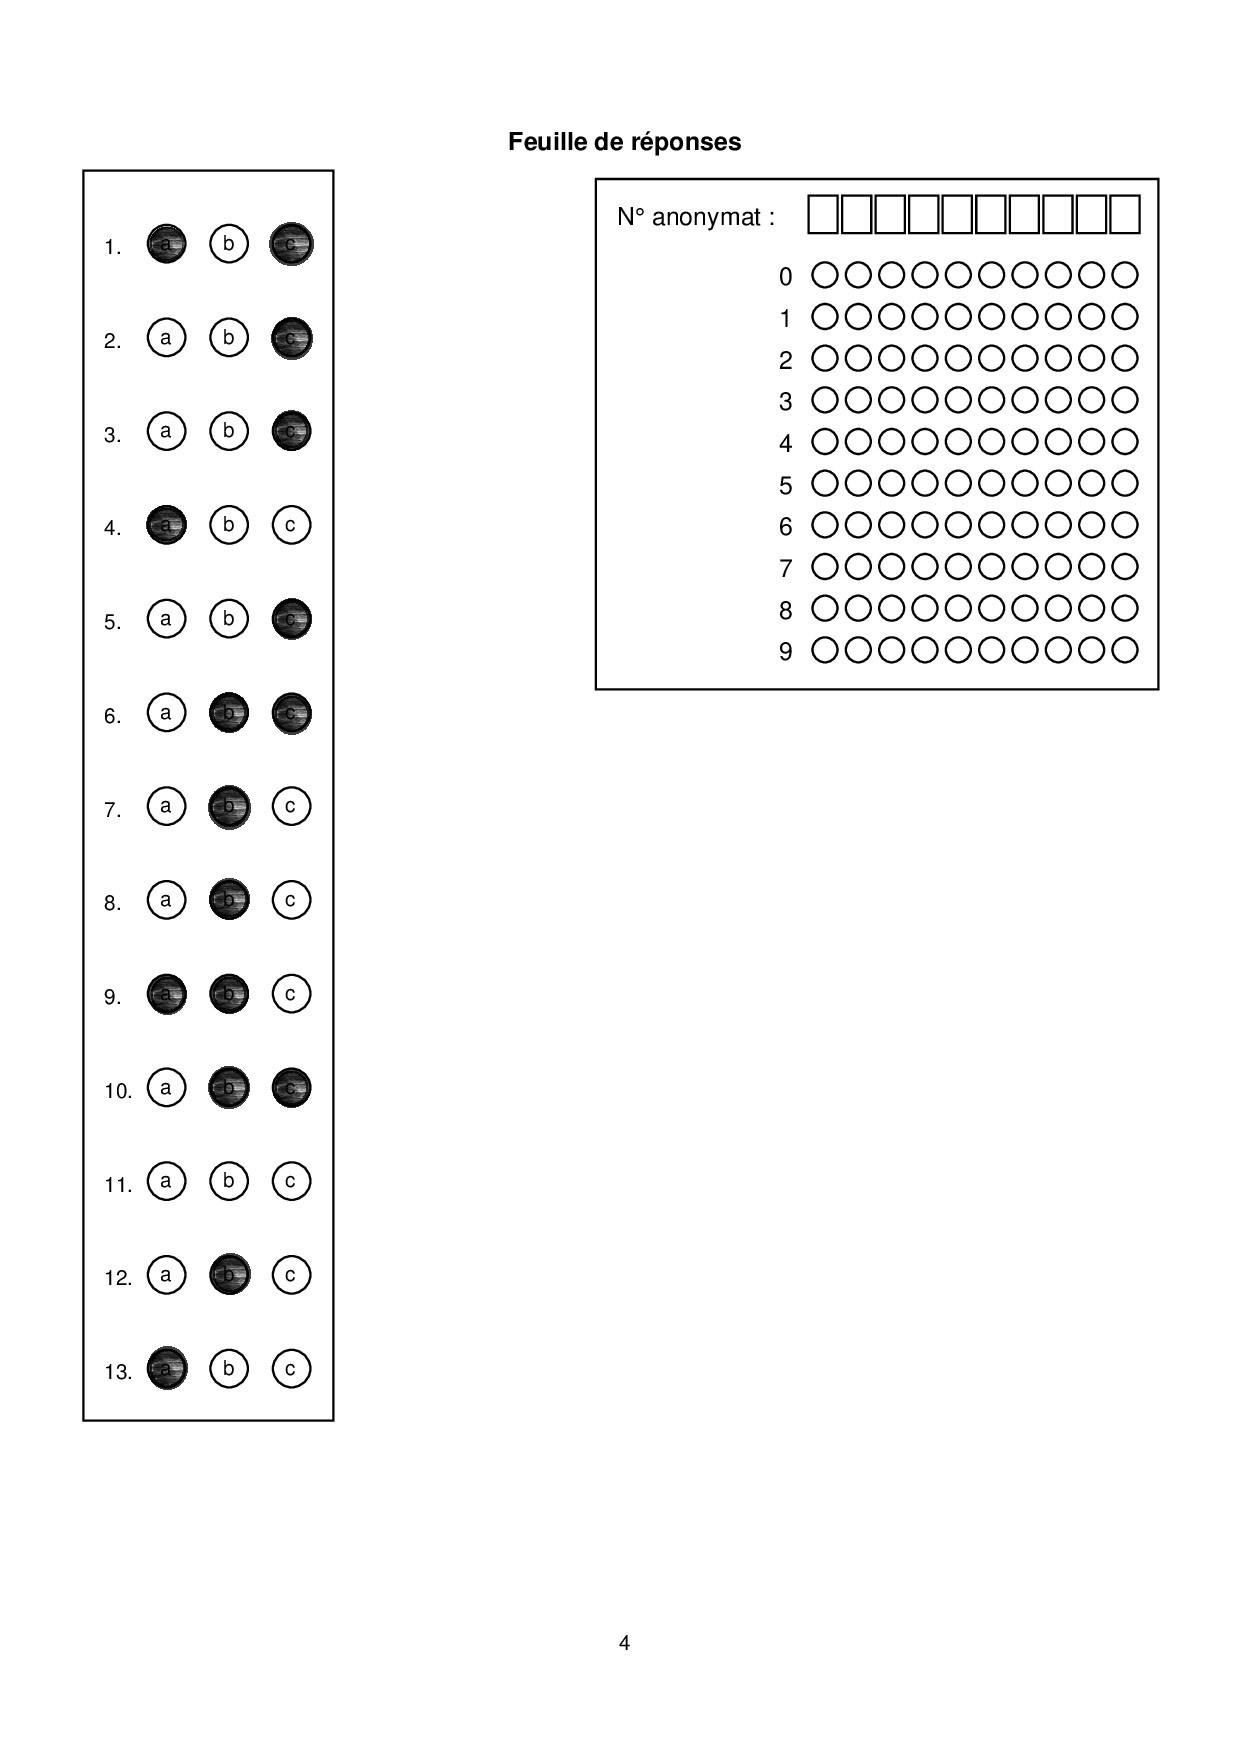 Feuille de réponses
1. a b c
2. a b c
3. a b c
4. a b c
5. a b c
6. a b c
7. a b c
8. a b c
9. a b c
10. a b c
11. a b c
12. a b c
13. a b c
N° anonymat :
0
1
2
3
4
5
6
7
8
9
4